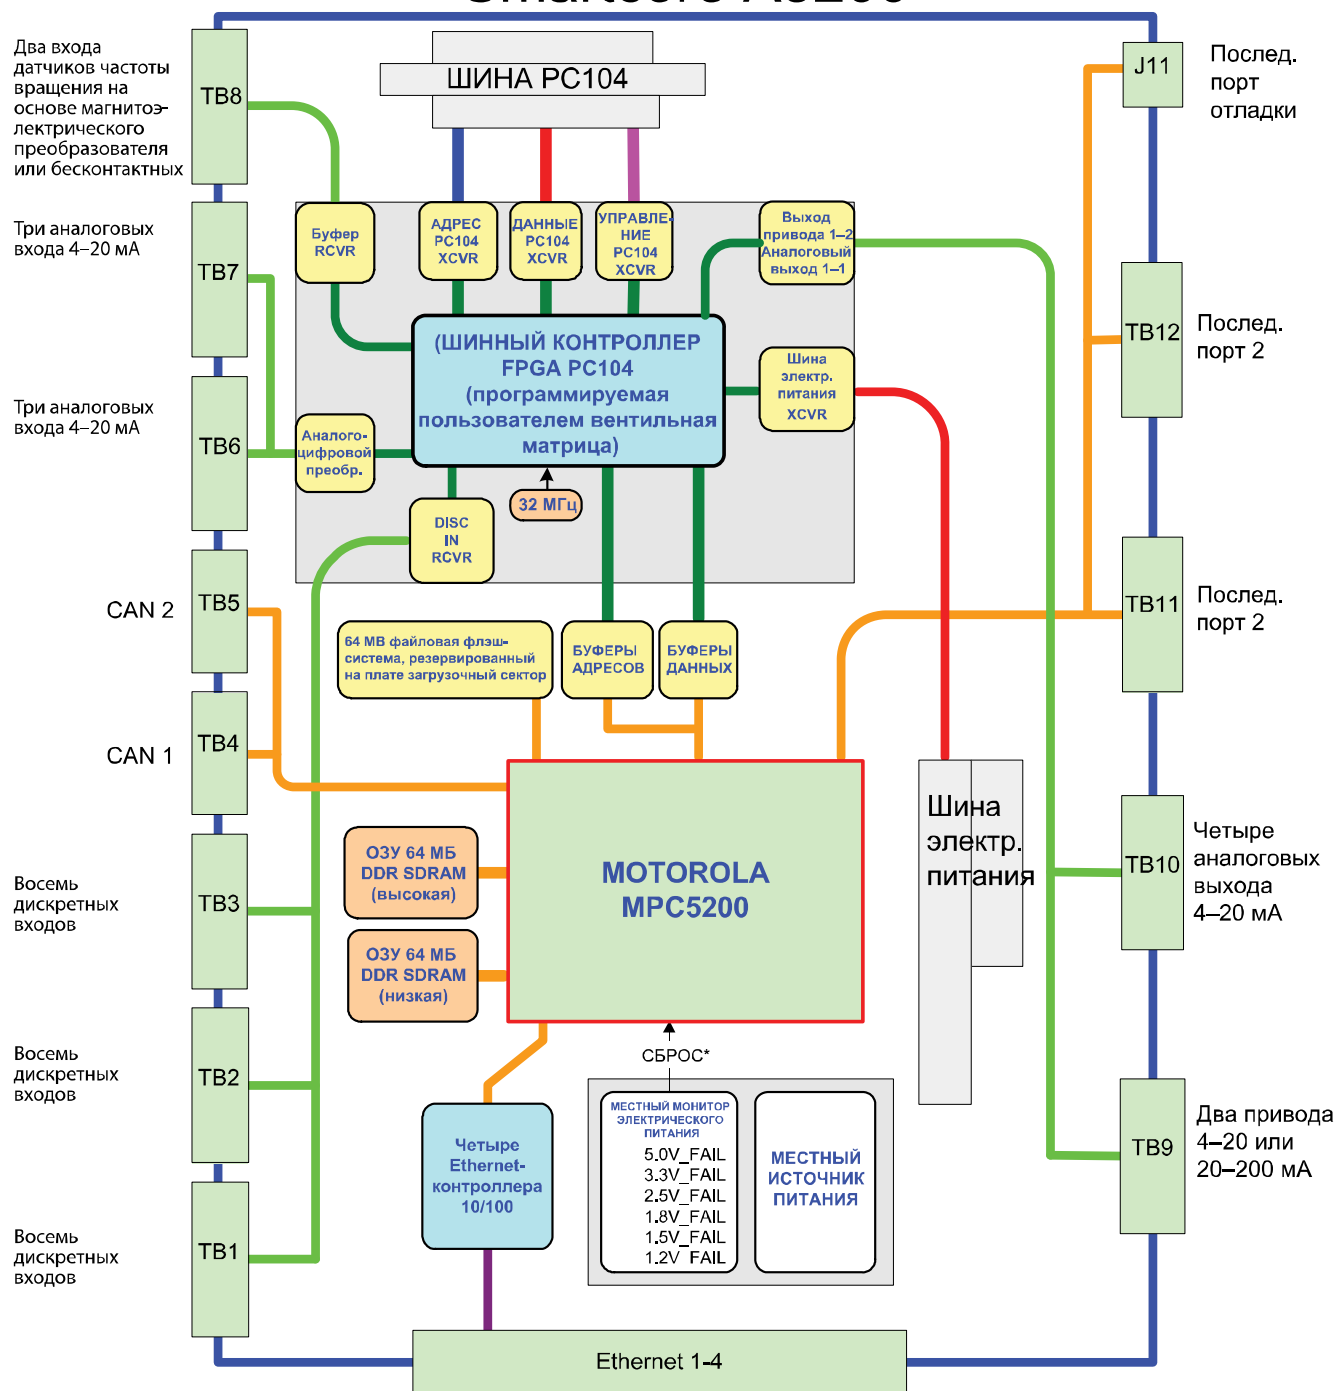 Два входа
датчиков частоты
вращения на
основе магнитоэ-
лектрического
преобразователя
или бесконтактных
TB8
ШИНА PC104
J11
Послед.
порт
отладки
Три аналоговых
входа 4–20 мА
TB7
Буфер
RCVR
АДРЕС
PC104
XCVR
ДАННЫЕ
PC104
XCVR
УПРАВЛЕ-
НИЕ
PC104
XCVR
Выход
привода 1–2
Аналоговый
выход 1–1
TB12
Послед.
порт 2
(ШИННЫЙ КОНТРОЛЛЕР
FPGA PC104
(программируемая
пользователем вентильная
матрица)
Шина
электр.
питания
XCVR
Три аналоговых
входа 4–20 мА
TB6
Аналого-
цифровой
преобр.
32 МГц
DISC
IN
RCVR
CAN 2
TB5
64 МВ файловая флэш-
система, резервированный
на плате загрузочный сектор
БУФЕРЫ
АДРЕСОВ
БУФЕРЫ
ДАННЫХ
TB11
Послед.
порт 2
CAN 1
TB4
Шина
электр.
питания
ОЗУ 64 МБ
DDR SDRAM
(высокая)
MOTOROLA
MPC5200
TB10
Четыре
аналоговых
выхода
4–20 мА
Восемь
дискретных
входов
TB3
ОЗУ 64 МБ
DDR SDRAM
(низкая)
Восемь
дискретных
входов
TB2
СБРОС*
МЕСТНЫЙ МОНИТОР
ЭЛЕКТРИЧЕСКОГО
ПИТАНИЯ
5.0V_FAIL
3.3V_FAIL
2.5V_FAIL
1.8V_FAIL
1.5V_FAIL
1.2V_FAIL
МЕСТНЫЙ
ИСТОЧНИК
ПИТАНИЯ
TB9
Два привода
4–20 или
20–200 мА
Четыре
Ethernet-
контроллера
10/100
Восемь
дискретных
входов
TB1
Ethernet 1-4